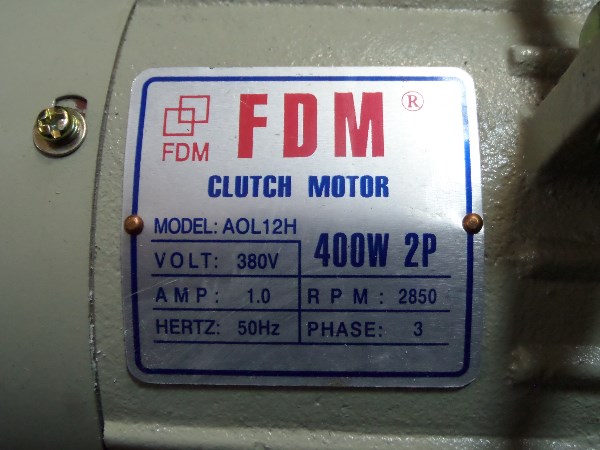 FDM ®
FDM
CLUTCH MOTOR
MODEL: AOL12H
400W 2P
VOLT: 380V
AMP: 1.0
RPM: 2850
HERTZ: 50Hz
PHASE: 3